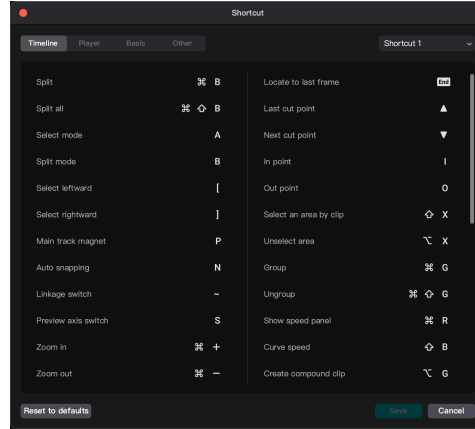 Shortcut
Timeline Player Basic Other
Shortcut 1
Split ⌘ B
Split all ⌘ ⇧ B
Select mode A
Split mode B
Select leftward [
Select rightward ]
Main track magnet P
Auto snapping N
Linkage switch ~
Preview axis switch S
Zoom in ⌘ +
Zoom out ⌘ −
Locate to last frame End
Last cut point ▲
Next cut point ▼
In point I
Out point O
Select an area by clip ⇧ X
Unselect area ⌥ X
Group ⌘ G
Ungroup ⌘ ⇧ G
Show speed panel ⌘ R
Curve speed ⇧ B
Create compound clip ⌥ G
Reset to defaults
Save Cancel